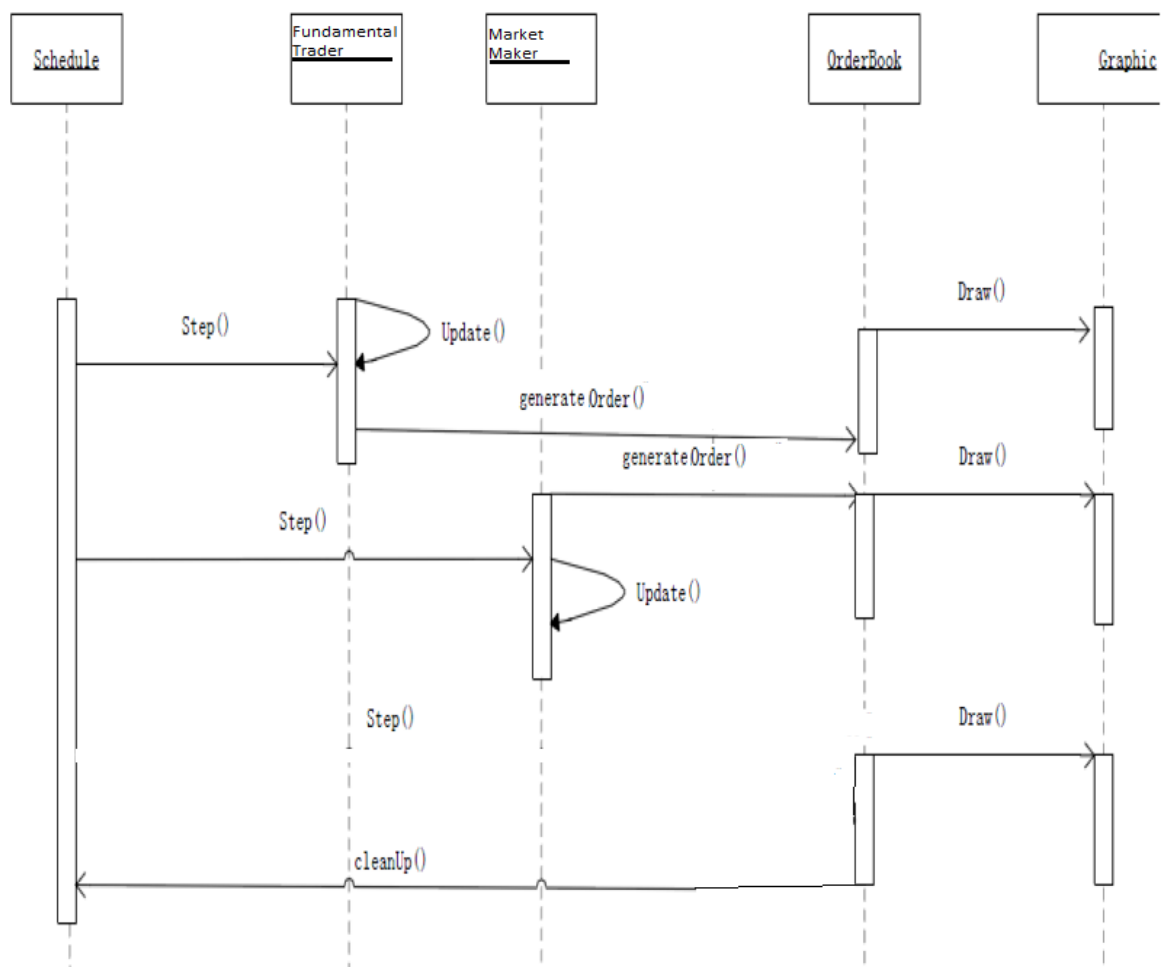 Schedule
Fundamental
Trader
Market
Maker
OrderBook
Graphic
Draw()
Step()
Update()
generateOrder()
generateOrder()
Draw()
Step()
Update()
Step()
Draw()
cleanUp()